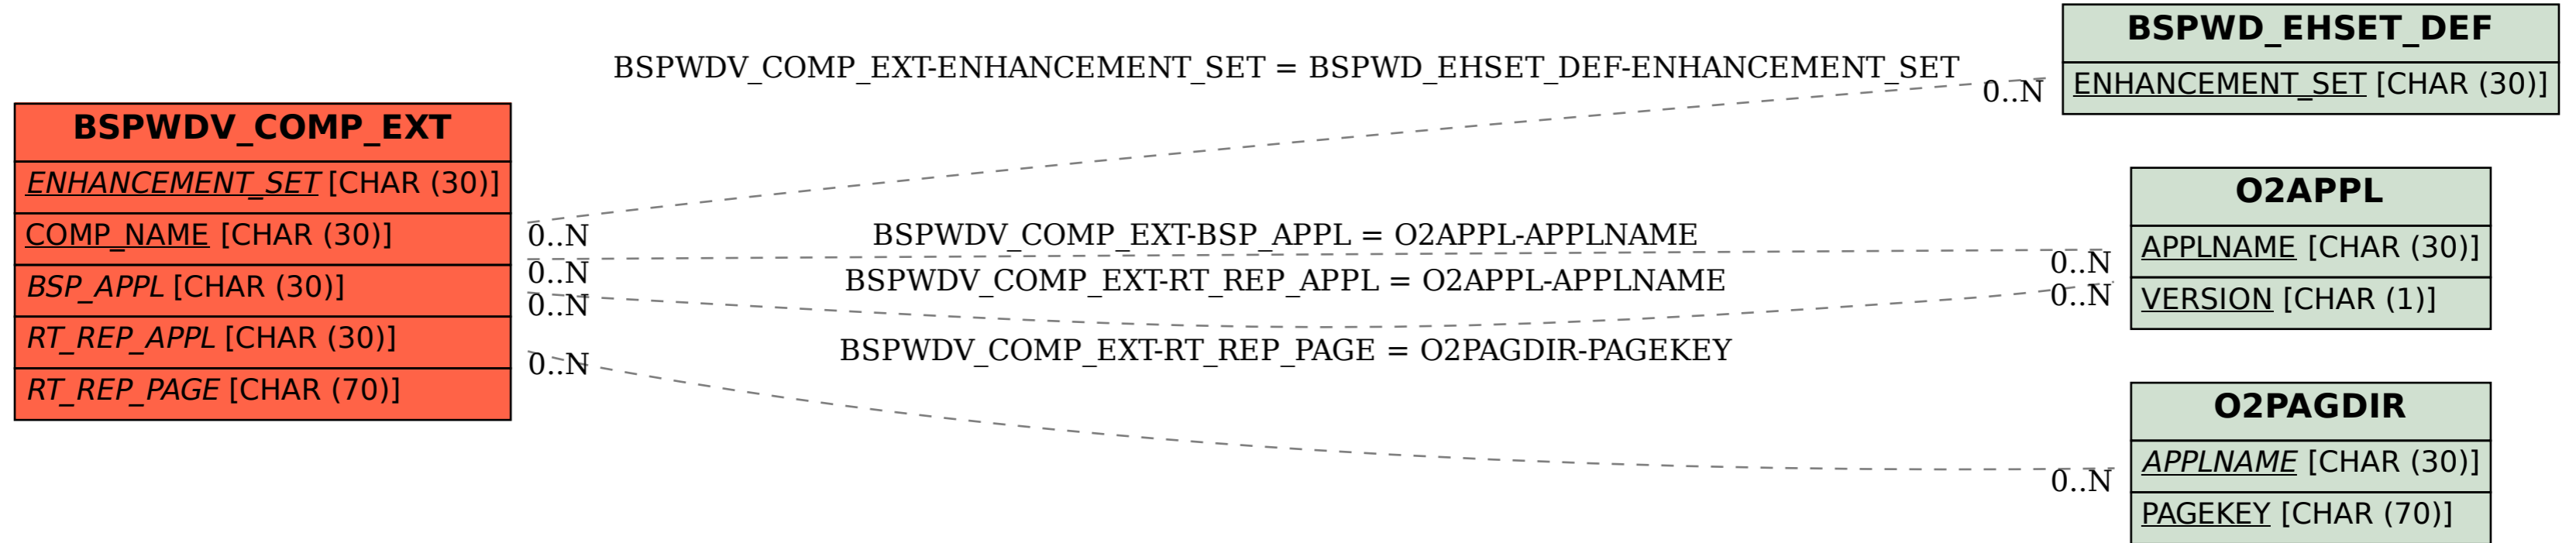 BSPWDV_COMP_EXT
ENHANCEMENT_SET [CHAR (30)]
COMP_NAME [CHAR (30)]
BSP_APPL [CHAR (30)]
RT_REP_APPL [CHAR (30)]
RT_REP_PAGE [CHAR (70)]
BSPWDV_COMP_EXT-ENHANCEMENT_SET = BSPWD_EHSET_DEF-ENHANCEMENT_SET
0..N
0..N
BSPWDV_COMP_EXT-BSP_APPL = O2APPL-APPLNAME
0..N
0..N
BSPWDV_COMP_EXT-RT_REP_APPL = O2APPL-APPLNAME
0..N
0..N
BSPWDV_COMP_EXT-RT_REP_PAGE = O2PAGDIR-PAGEKEY
0..N
0..N
BSPWD_EHSET_DEF
ENHANCEMENT_SET [CHAR (30)]
O2APPL
APPLNAME [CHAR (30)]
VERSION [CHAR (1)]
O2PAGDIR
APPLNAME [CHAR (30)]
PAGEKEY [CHAR (70)]